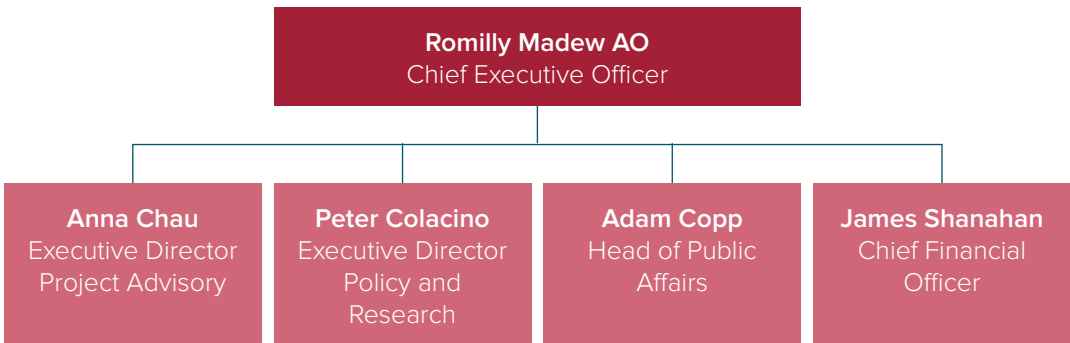 Romilly Madew AO
Chief Executive Officer
Anna Chau
Executive Director
Project Advisory
Peter Colacino
Executive Director
Policy and
Research
Adam Copp
Head of Public
Affairs
James Shanahan
Chief Financial
Officer